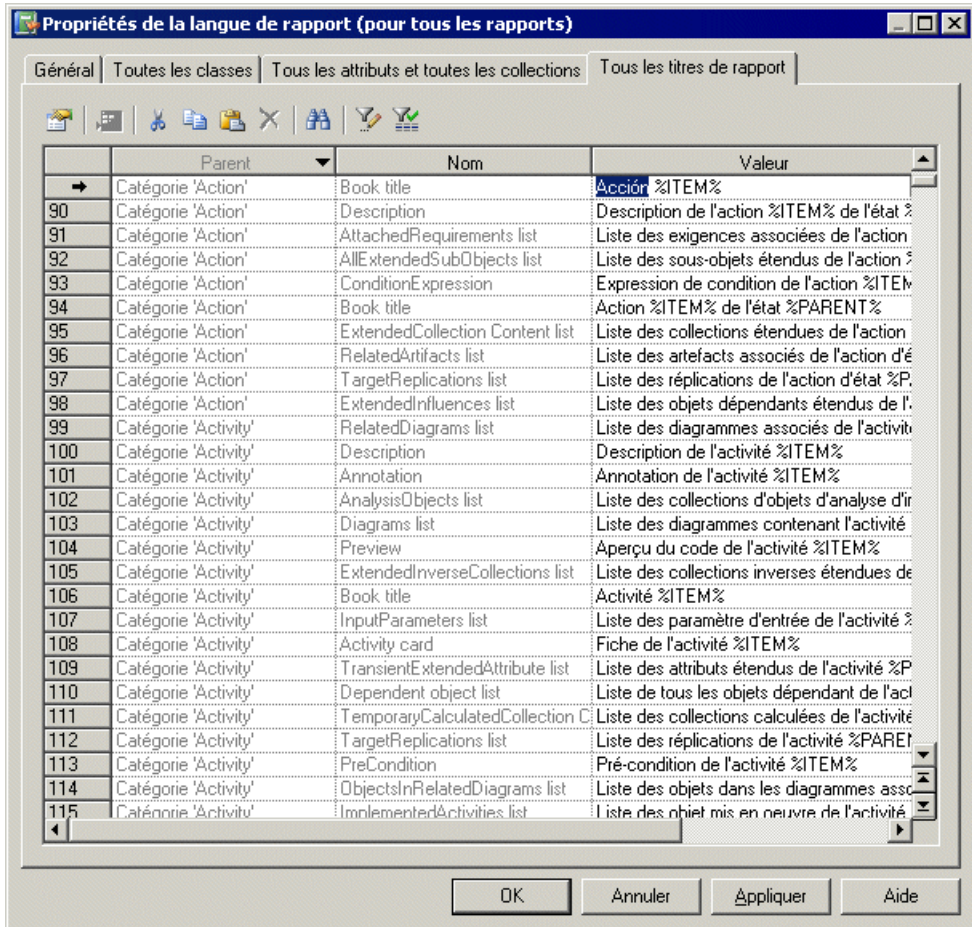 Propriétés de la langue de rapport (pour tous les rapports)
Général Toutes les classes Tous les attributs et toutes les collections Tous les titres de rapport
Parent Nom Valeur
Catégorie 'Action' Book title Acción %ITEM%
90 Catégorie 'Action' Description Description de l'action %ITEM% de l'état
91 Catégorie 'Action' AttachedRequirements list Liste des exigences associées de l'action
92 Catégorie 'Action' AllExtendedSubObjects list Liste des sous-objets étendus de l'action
93 Catégorie 'Action' ConditionExpression Expression de condition de l'action %ITEM
94 Catégorie 'Action' Book title Action %ITEM% de l'état %PARENT%
95 Catégorie 'Action' ExtendedCollection Content list Liste des collections étendues de l'action
96 Catégorie 'Action' RelatedArtifacts list Liste des artefacts associés de l'action d'é
97 Catégorie 'Action' TargetReplications list Liste des réplications de l'action d'état %P
98 Catégorie 'Action' ExtendedInfluences list Liste des objets dépendants étendus de l'
99 Catégorie 'Activity' RelatedDiagrams list Liste des diagrammes associés de l'activité
100 Catégorie 'Activity' Description Description de l'activité %ITEM%
101 Catégorie 'Activity' Annotation Annotation de l'activité %ITEM%
102 Catégorie 'Activity' AnalysisObjects list Liste des collections d'objets d'analyse d'i
103 Catégorie 'Activity' Diagrams list Liste des diagrammes contenant l'activité
104 Catégorie 'Activity' Preview Aperçu du code de l'activité %ITEM%
105 Catégorie 'Activity' ExtendedInverseCollections list Liste des collections inverses étendues de
106 Catégorie 'Activity' Book title Activité %ITEM%
107 Catégorie 'Activity' InputParameters list Liste des paramètre d'entrée de l'activité
108 Catégorie 'Activity' Activity card Fiche de l'activité %ITEM%
109 Catégorie 'Activity' TransientExtendedAttribute list Liste des attributs étendus de l'activité %P
110 Catégorie 'Activity' Dependent object list Liste de tous les objets dépendant de l'act
111 Catégorie 'Activity' TemporaryCalculatedCollection C Liste des collections calculées de l'activité
112 Catégorie 'Activity' TargetReplications list Liste des réplications de l'activité %PAREN
113 Catégorie 'Activity' PreCondition Pré-condition de l'activité %ITEM%
114 Catégorie 'Activity' ObjectsInRelatedDiagrams list Liste des objets dans les diagrammes asso
115 Catégorie 'Activity' ImplementedActivities list Liste des objet mis en oeuvre de l'activité
OK Annuler Appliquer Aide